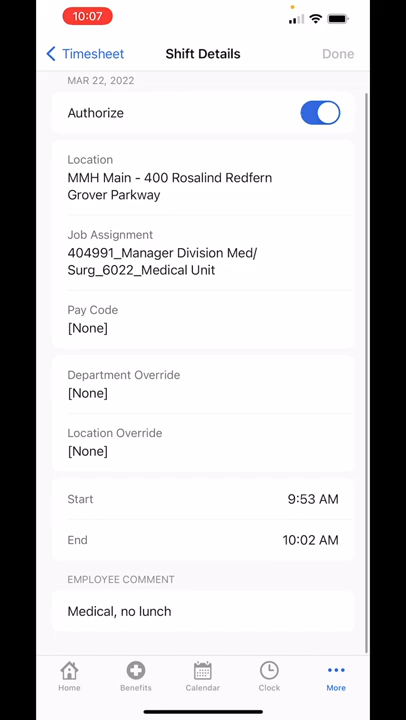 10:07
Timesheet
Shift Details
Done
MAR 22, 2022
Authorize
Location
MMH Main - 400 Rosalind Redfern
Grover Parkway
Job Assignment
404991_Manager Division Med/
Surg_6022_Medical Unit
Pay Code
[None]
Department Override
[None]
Location Override
[None]
Start 9:53 AM
End 10:02 AM
EMPLOYEE COMMENT
Medical, no lunch
Home Benefits Calendar Clock More